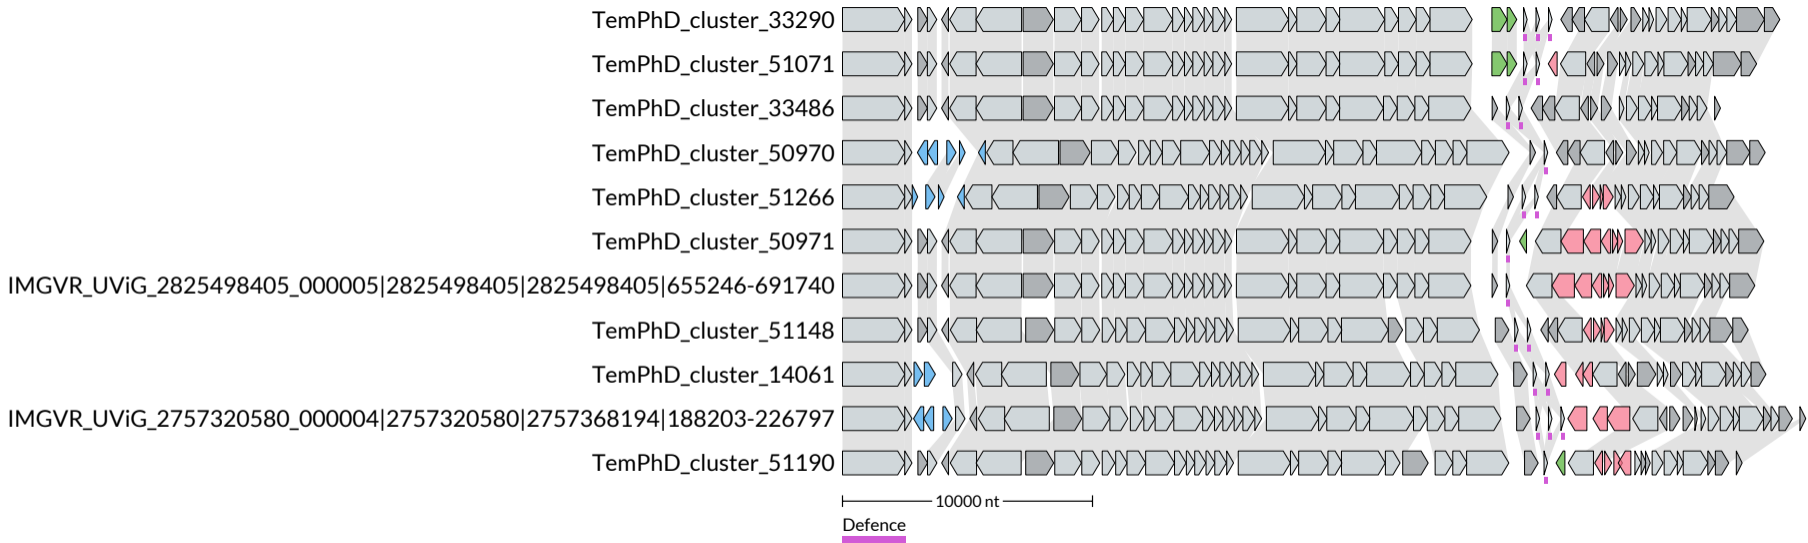 TemPhD_cluster_33290
TemPhD_cluster_51071
TemPhD_cluster_33486
TemPhD_cluster_50970
TemPhD_cluster_51266
TemPhD_cluster_50971
IMGVR_UViG_2825498405_000005|2825498405|2825498405|655246-691740
TemPhD_cluster_51148
TemPhD_cluster_14061
IMGVR_UViG_2757320580_000004|2757320580|2757368194|188203-226797
TemPhD_cluster_51190
10000 nt
Defence